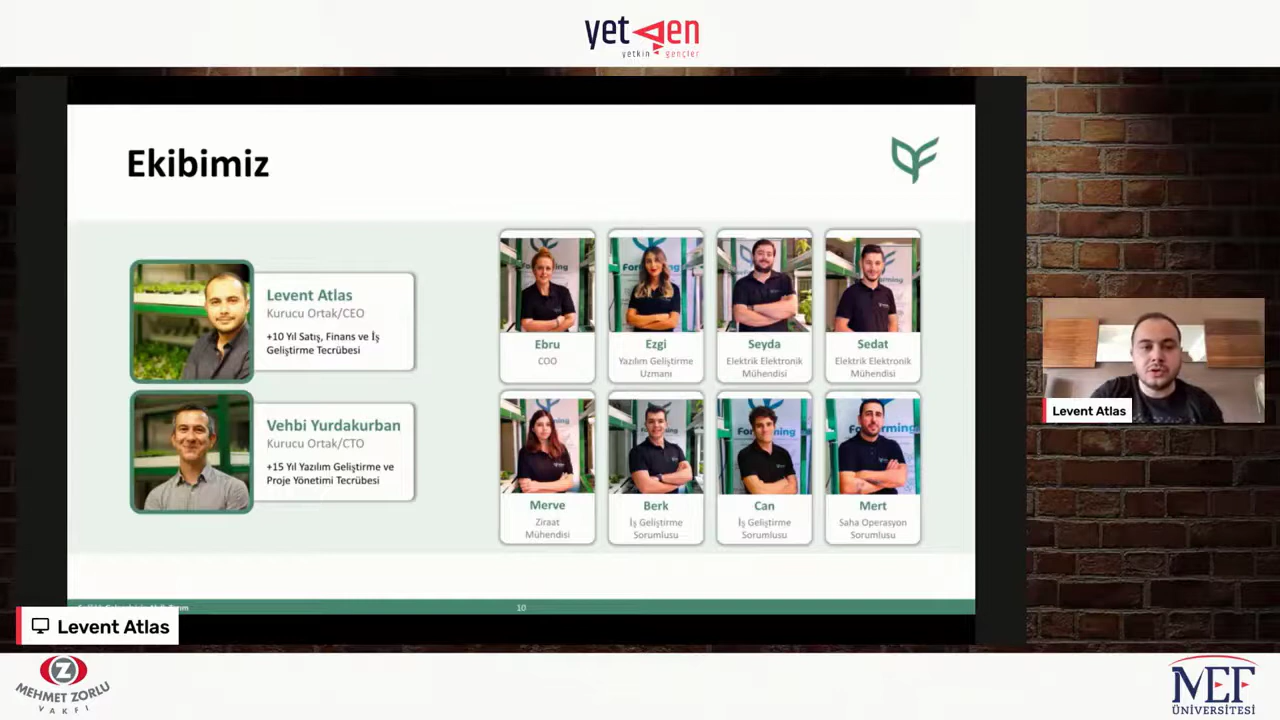 yetgen
yetkin gençler
Ekibimiz
Levent Atlas
Kurucu Ortak/CEO
+10 Yıl Satış, Finans ve İş
Geliştirme Tecrübesi
Vehbi Yurdakurban
Kurucu Ortak/CTO
+15 Yıl Yazılım Geliştirme ve
Proje Yönetimi Tecrübesi
Ebru
COO
Ezgi
Yazılım Geliştirme
Uzmanı
Seyda
Elektrik Elektronik
Mühendisi
Sedat
Elektrik Elektronik
Mühendisi
Merve
Ziraat
Mühendisi
Berk
İş Geliştirme
Sorumlusu
Can
İş Geliştirme
Sorumlusu
Mert
Saha Operasyon
Sorumlusu
10
Levent Atlas
Levent Atlas
MEHMET ZORLU
VAKFI
MEF
ÜNİVERSİTESİ